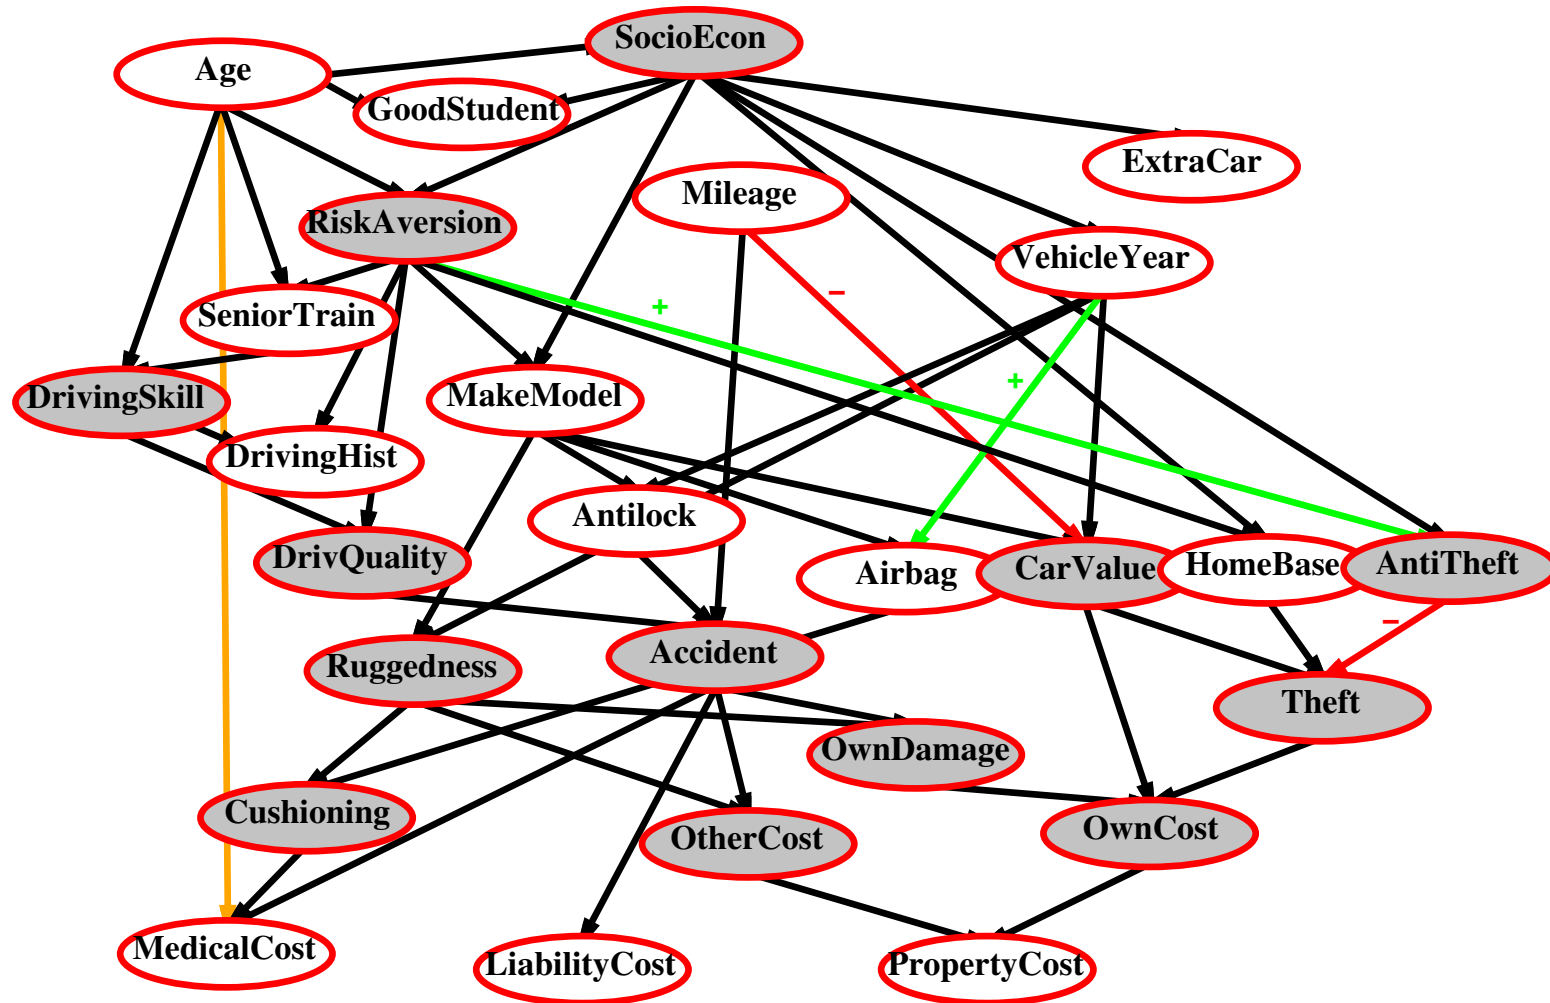 SocioEcon
Age
GoodStudent
ExtraCar
Mileage
RiskAversion
VehicleYear
SeniorTrain
+
−
+
DrivingSkill
MakeModel
DrivingHist
Antilock
DrivQuality
Airbag
CarValue
HomeBase
AntiTheft
−
Ruggedness
Accident
Theft
OwnDamage
Cushioning
OtherCost
OwnCost
MedicalCost
LiabilityCost
PropertyCost